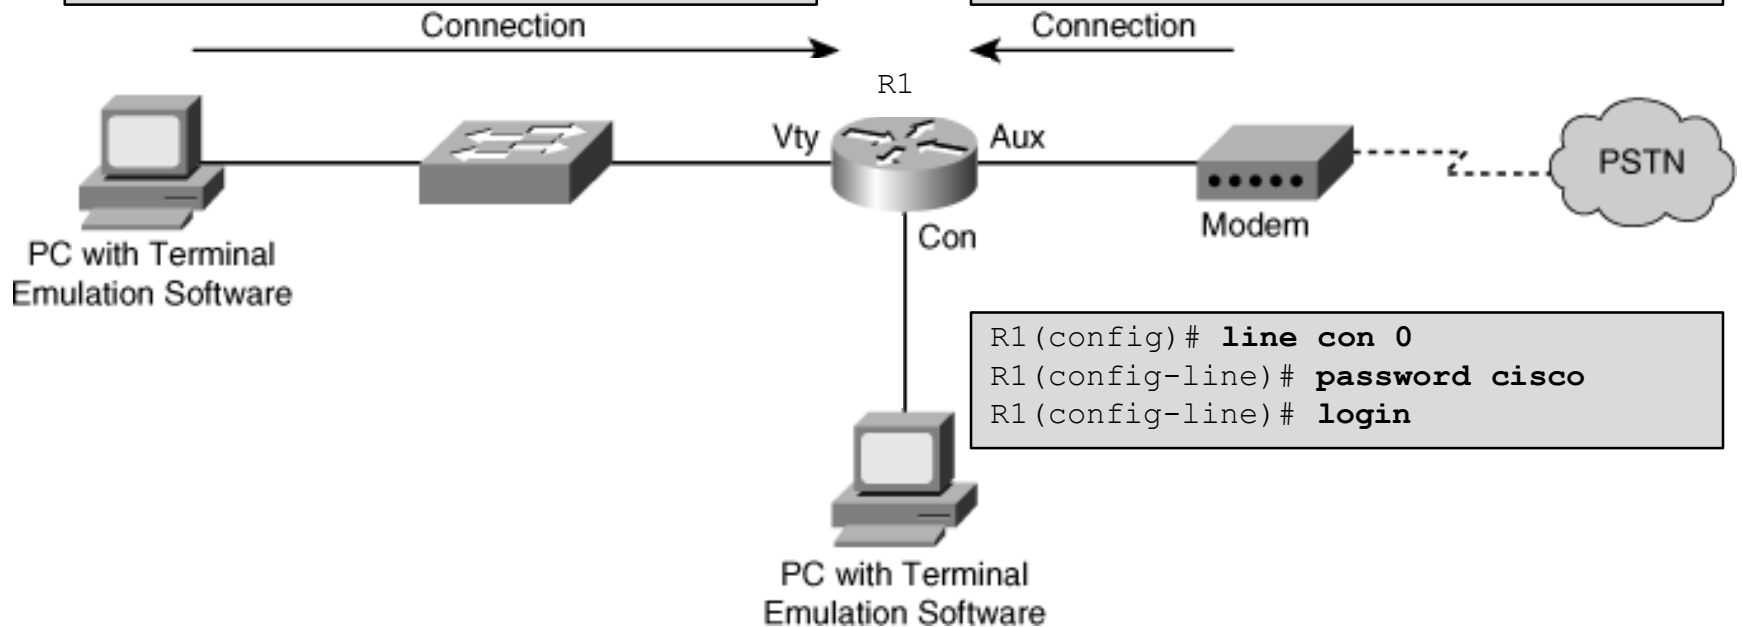 Connection
Connection
R1
Vty
Aux
PSTN
Modem
Con
PC with Terminal
Emulation Software
R1(config)# line con 0
R1(config-line)# password cisco
R1(config-line)# login
PC with Terminal
Emulation Software